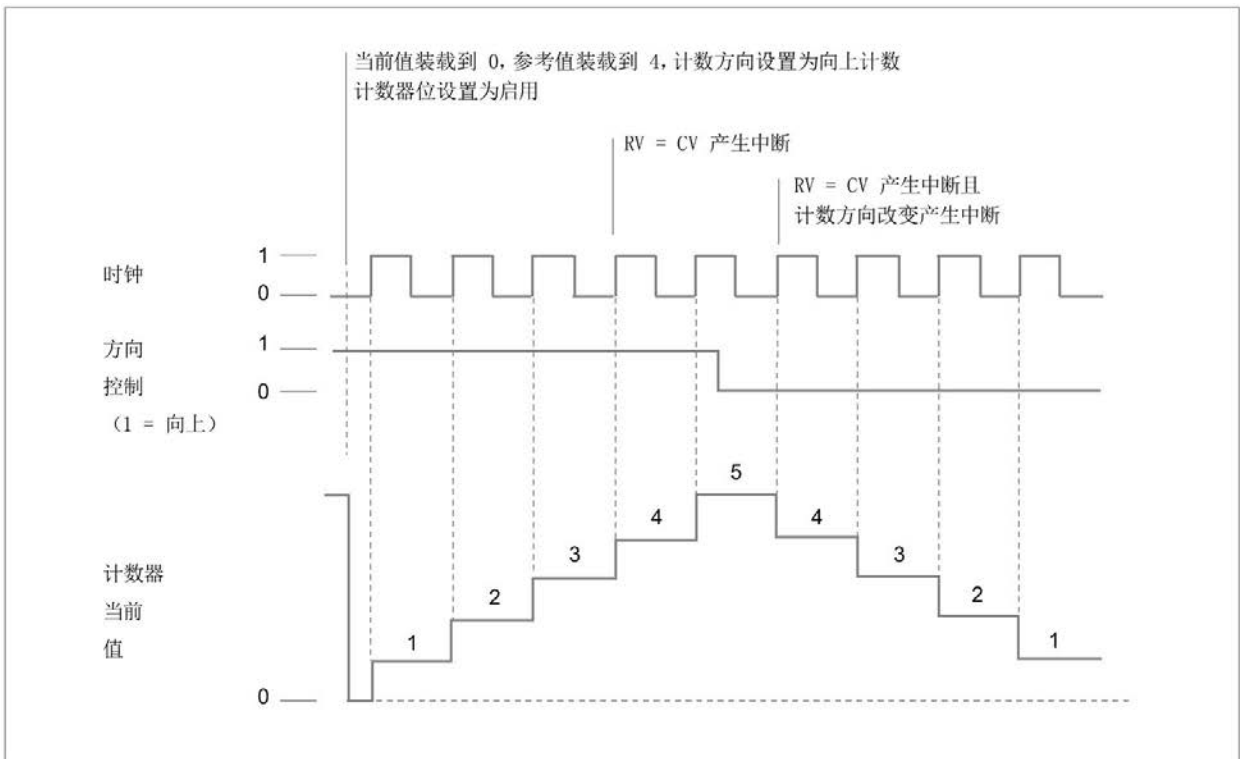 当前值装载到 0, 参考值装载到 4, 计数方向设置为向上计数
计数器位设置为启用
RV = CV 产生中断
RV = CV 产生中断且
计数方向改变产生中断
时钟
1
0
方向
控制
（1 = 向上）
1
0
计数器
当前
值
0
1
2
3
4
5
4
3
2
1